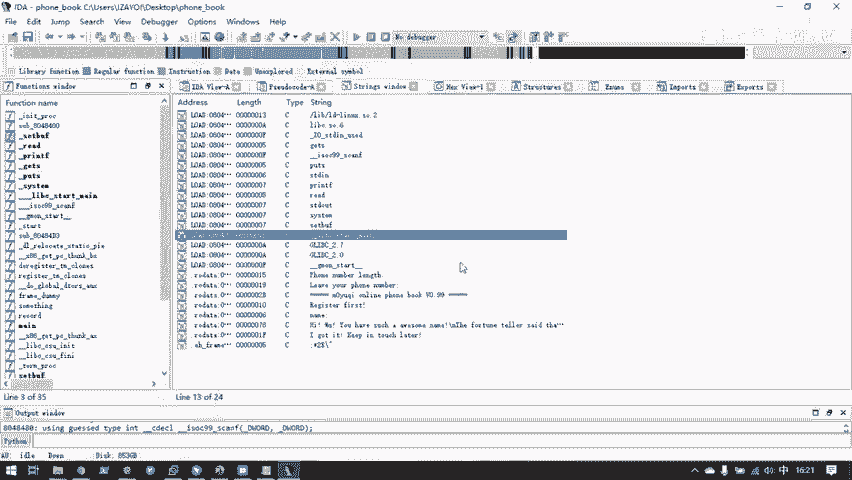 IDA - phone_book C:\Users\IZAYOI\Desktop\phone_book
File Edit Jump Search View Debugger Options Windows Help
No debugger
Library function Regular function Instruction Data Unexplored External symbol
Functions window
IDA View-A Pseudocode-A Strings window Hex View-1 Structures Enums Imports Exports
Function name
_init_proc
sub_8048400
_setbuf
_read
_printf
_gets
_puts
_system
___libc_start_main
___isoc99_scanf
__gmon_start__
_start
sub_80484D3
_dl_relocate_static_pie
__x86_get_pc_thunk_bx
deregister_tm_clones
register_tm_clones
__do_global_dtors_aux
frame_dummy
something
record
main
__x86_get_pc_thunk_ax
__libc_csu_init
__libc_csu_fini
_term_proc
setbuf
Line 3 of 35
Address Length Type String
LOAD:0804··· 00000013 C /lib/ld-linux.so.2
LOAD:0804··· 0000000A C libc.so.6
LOAD:0804··· 0000000F C _IO_stdin_used
LOAD:0804··· 00000005 C gets
LOAD:0804··· 0000000F C __isoc99_scanf
LOAD:0804··· 00000005 C puts
LOAD:0804··· 00000006 C stdin
LOAD:0804··· 00000007 C printf
LOAD:0804··· 00000005 C read
LOAD:0804··· 00000007 C stdout
LOAD:0804··· 00000007 C system
LOAD:0804··· 00000007 C setbuf
LOAD:0804··· 0000000A C GLIBC_2.7
LOAD:0804··· 0000000A C GLIBC_2.0
LOAD:0804··· 0000000F C __gmon_start__
.rodata:0··· 00000015 C Phone number length:
.rodata:0··· 00000019 C Leave your phone number:
.rodata:0··· 0000002B C ===== m0yuqi online phone book V0.99 =====
.rodata:0··· 00000010 C Register first!
.rodata:0··· 00000006 C name:
.rodata:0··· 00000078 C You have such a awesome name!\nThe fortune teller said tha···
.rodata:0··· 0000001F C I got it! Keep in touch later!
.eh_frame··· 00000005 C ;*2$\"
Line 13 of 24
Output window
8048480: using guessed type int __cdecl __isoc99_scanf(_DWORD, _DWORD);
Python
AU: idle Down Disk: 853GB
中 16:21